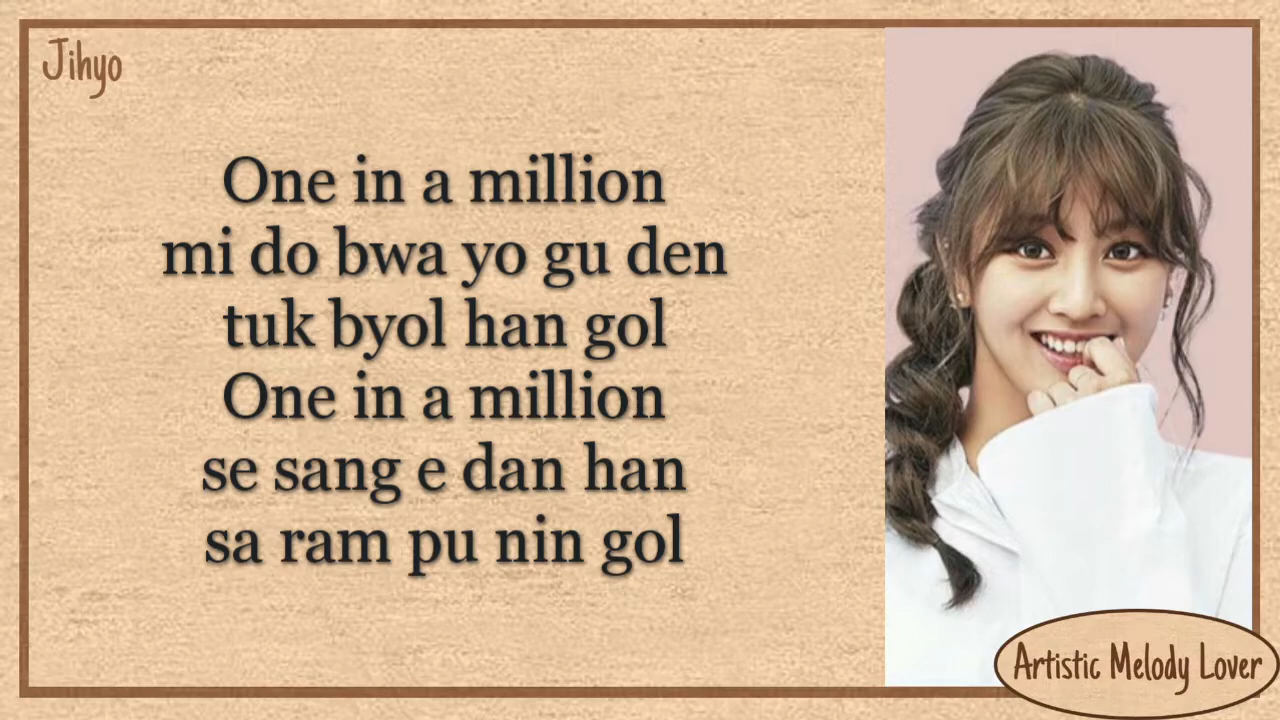 Jihyo
One in a million
mi do bwa yo gu den
tuk byol han gol
One in a million
se sang e dan han
sa ram pu nin gol
Artistic Melody Lover